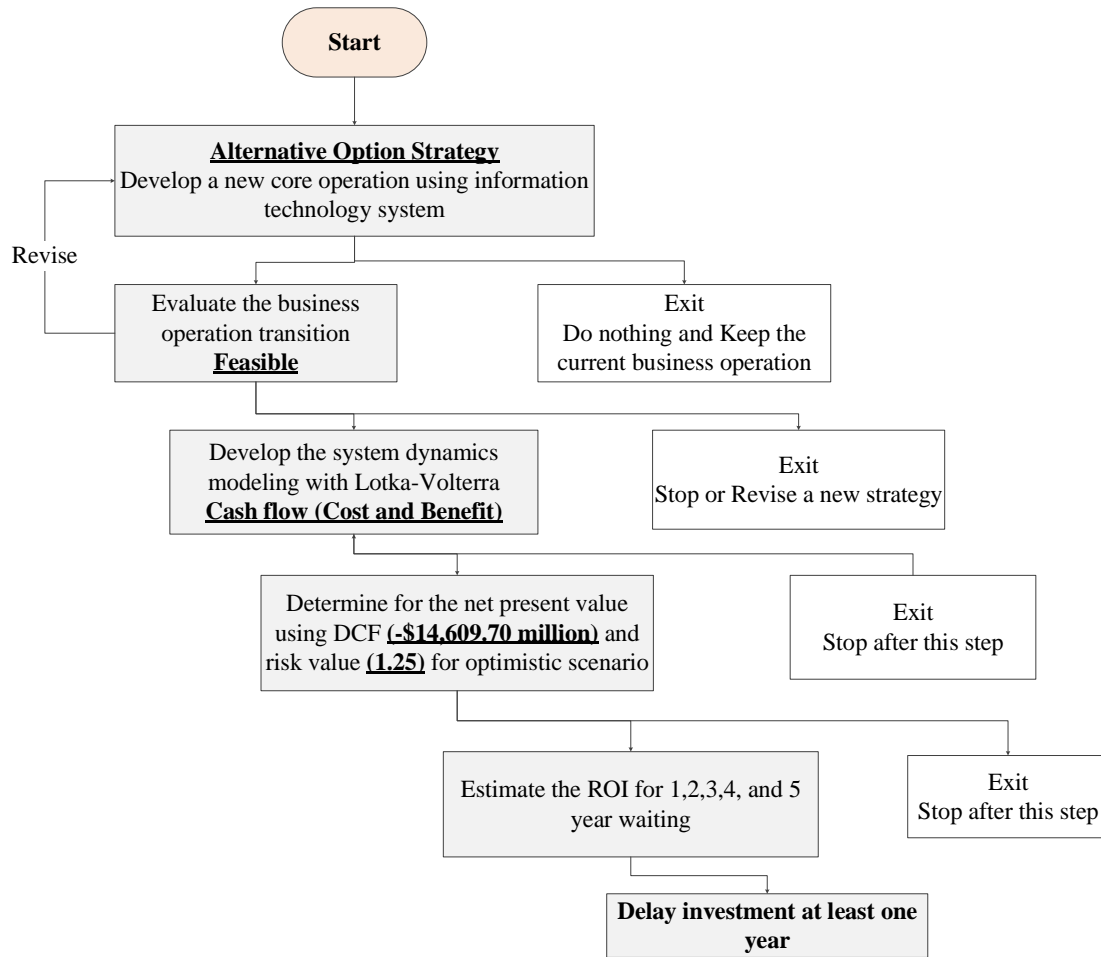 Start
Alternative Option Strategy
Develop a new core operation using information
technology system
Revise
Evaluate the business
operation transition
Feasible
Exit
Do nothing and Keep the
current business operation
Develop the system dynamics
modeling with Lotka-Volterra
Cash flow (Cost and Benefit)
Exit
Stop or Revise a new strategy
Determine for the net present value
using DCF (-$14,609.70 million) and
risk value (1.25) for optimistic scenario
Exit
Stop after this step
Estimate the ROI for 1,2,3,4, and 5
year waiting
Exit
Stop after this step
Delay investment at least one
year